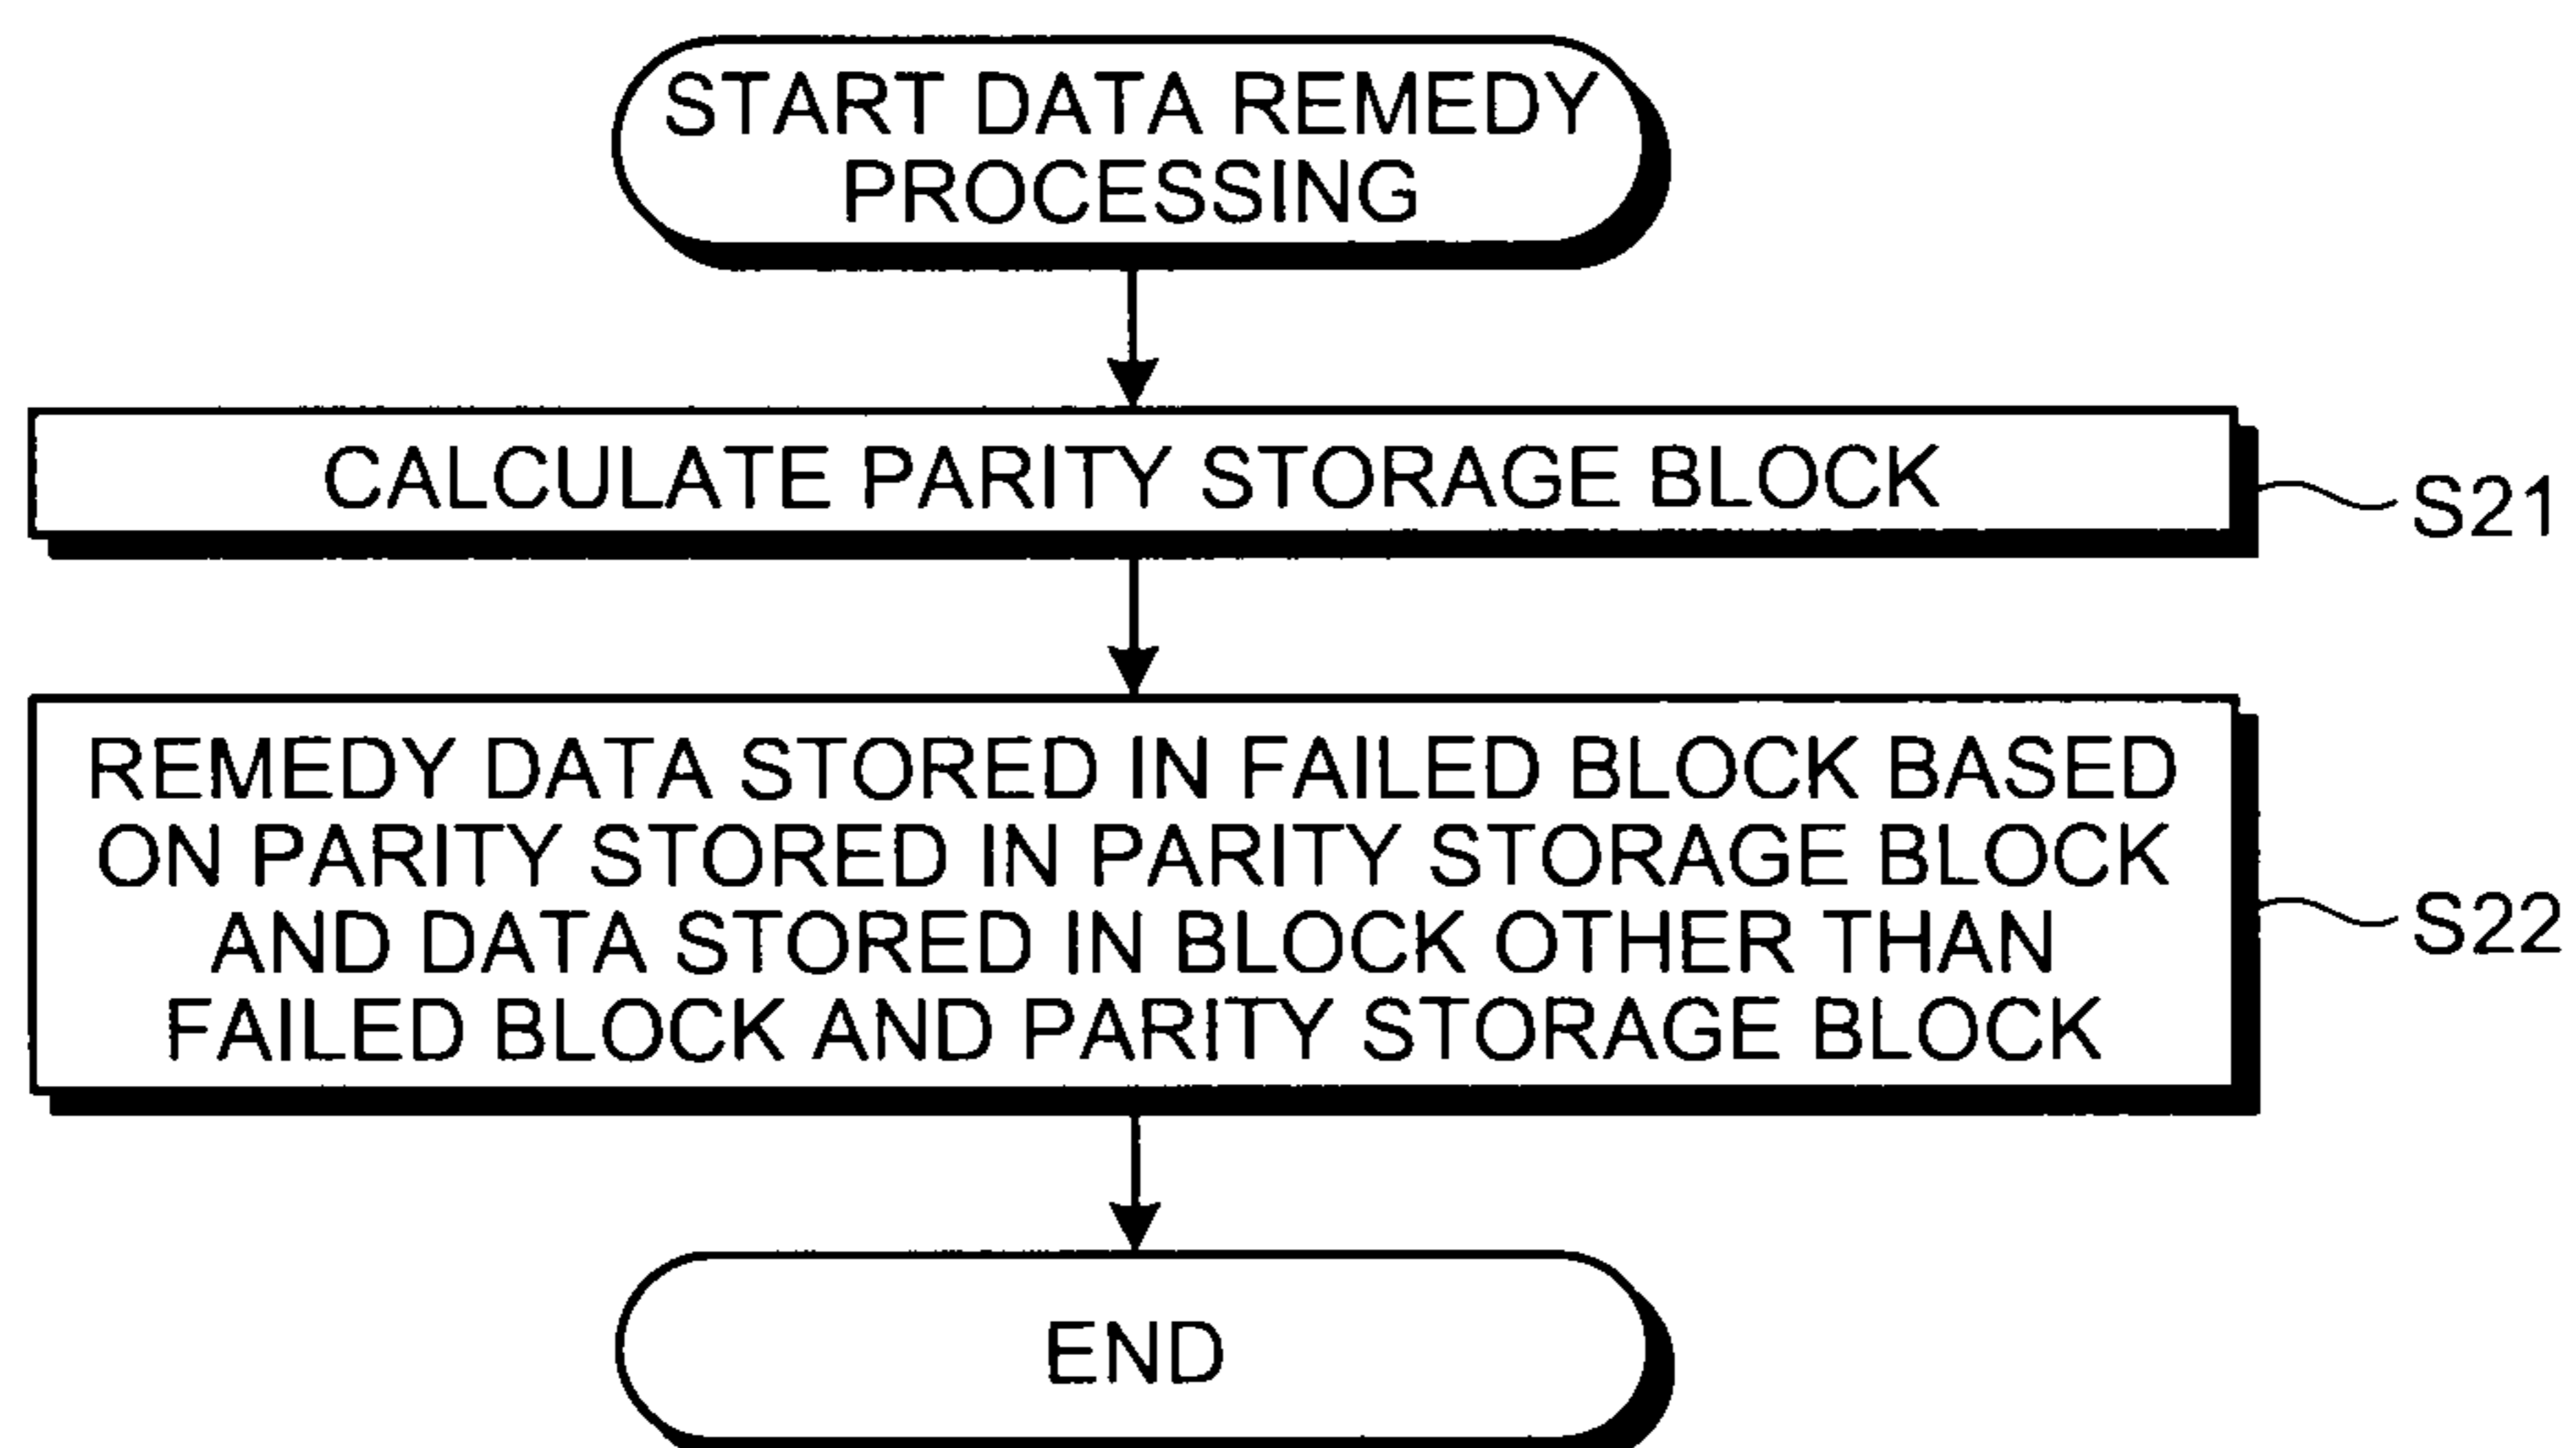 START DATA REMEDY
PROCESSING
CALCULATE PARITY STORAGE BLOCK
S21
REMEDY DATA STORED IN FAILED BLOCK BASED
ON PARITY STORED IN PARITY STORAGE BLOCK
AND DATA STORED IN BLOCK OTHER THAN
FAILED BLOCK AND PARITY STORAGE BLOCK
S22
END